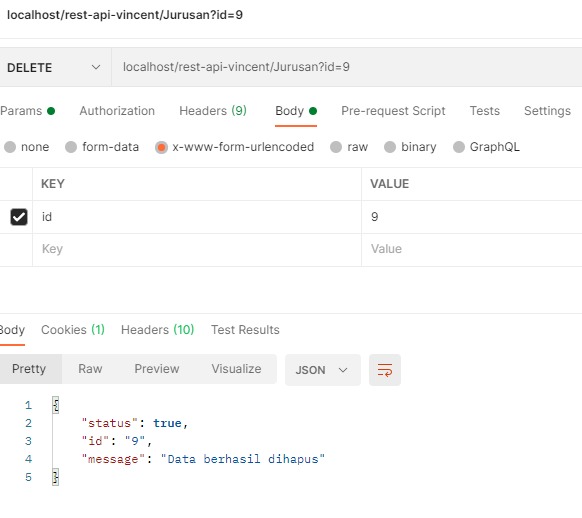 localhost/rest-api-vincent/Jurusan?id=9
DELETE localhost/rest-api-vincent/Jurusan?id=9
Params Authorization Headers (9) Body Pre-request Script Tests Settings
none form-data x-www-form-urlencoded raw binary GraphQL
KEY VALUE
id 9
Key Value
Body Cookies (1) Headers (10) Test Results
Pretty Raw Preview Visualize JSON
1 {
2 "status": true,
3 "id": "9",
4 "message": "Data berhasil dihapus"
5 }